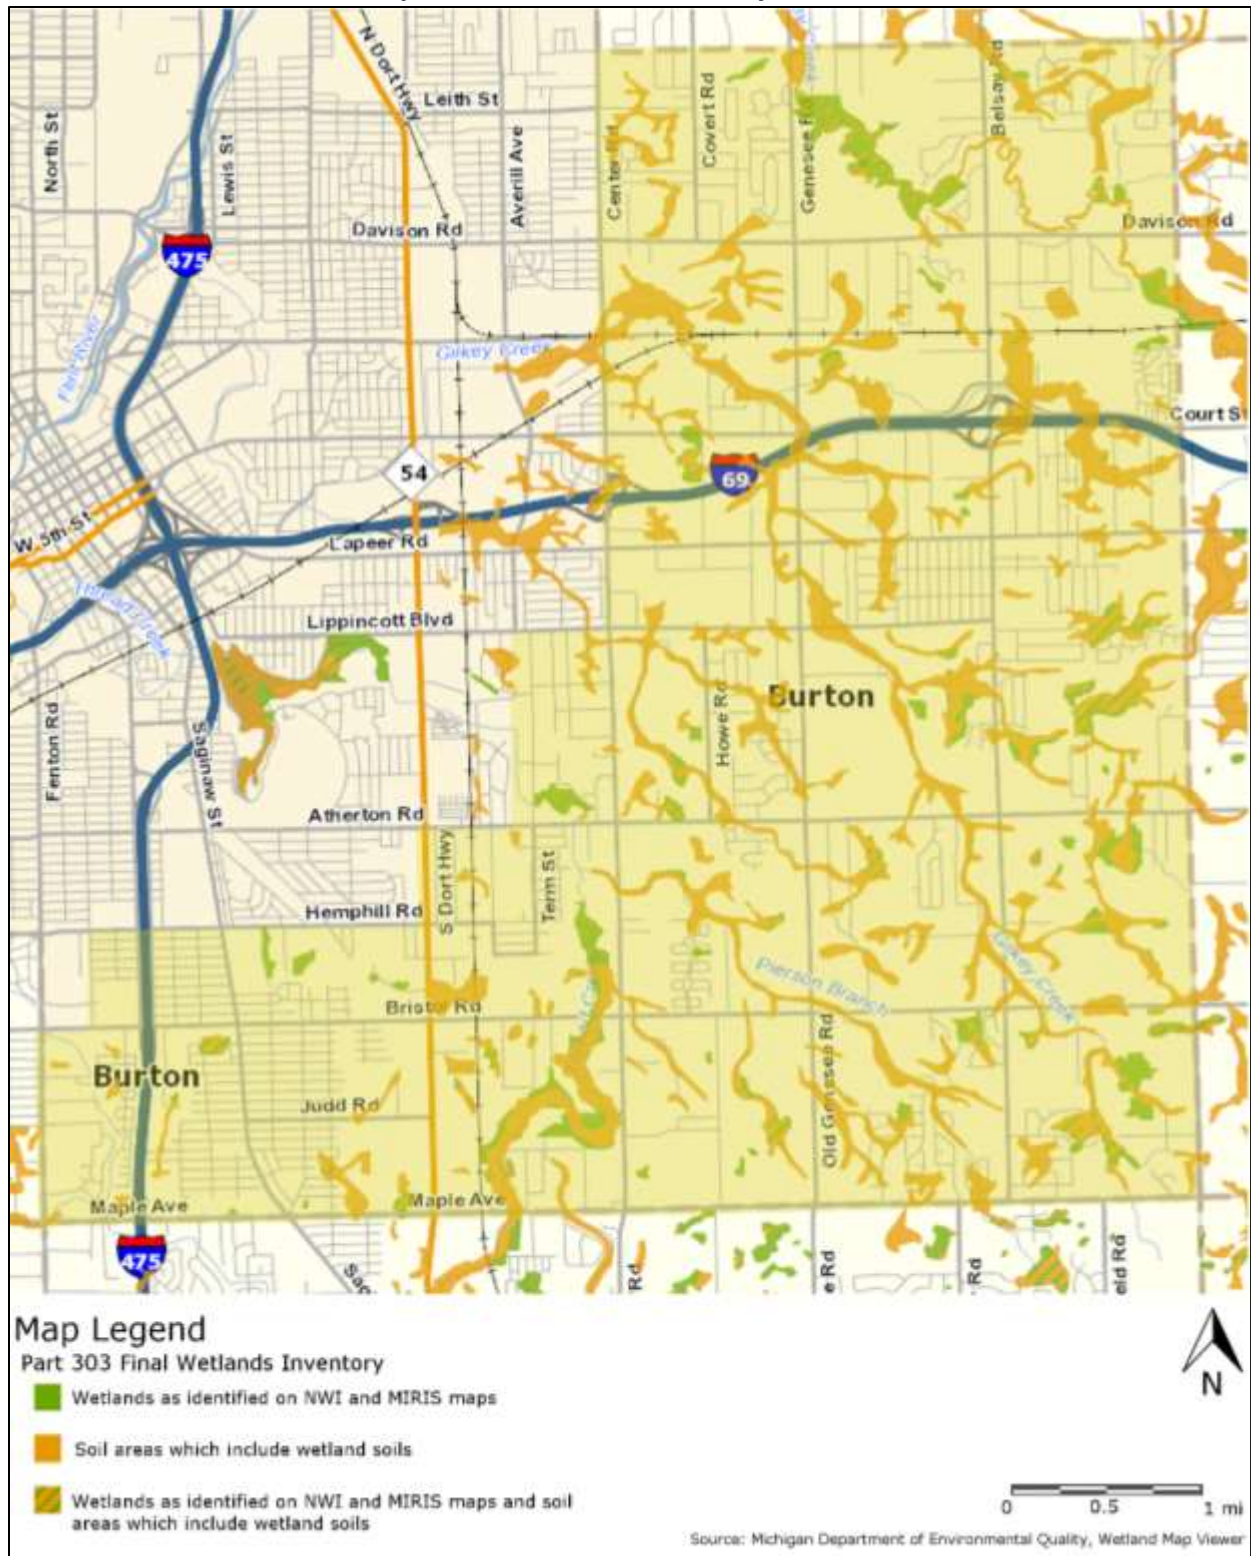 N Dort Hwy
Leith St
North St
Lewis St
Averill Ave
Center Rd
Covert Rd
Genesee Rd
Belsay Rd
Davison Rd
Davison Rd
475
Flint River
Gilkey Creek
Court St
54
69
W 5th St
Lapeer Rd
Thread Creek
Lippincott Blvd
Fenton Rd
Saginaw St
Howe Rd
Burton
Atherton Rd
S Dort Hwy
Term St
Hemphill Rd
Pierson Branch
Gilkey Creek
Bristol Rd
Old Genesee Rd
Burton
Judd Rd
Maple Ave
Maple Ave
475
Sag
Rd
e Rd
Rd
eld Rd
Map Legend
Part 303 Final Wetlands Inventory
Wetlands as identified on NWI and MIRIS maps
Soil areas which include wetland soils
Wetlands as identified on NWI and MIRIS maps and soil
areas which include wetland soils
N
0 0.5 1 mi
Source: Michigan Department of Environmental Quality, Wetland Map Viewer